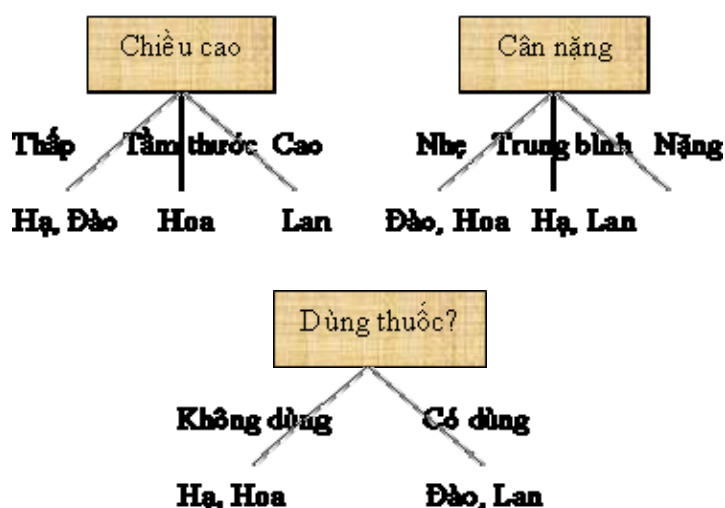 Chiều cao
Cân nặng
Thấp Tầm thước Cao
Nhẹ Trung bình Nặng
Hạ, Đào Hoa Lan
Đào, Hoa Hạ, Lan
Dùng thuốc?
Không dùng Có dùng
Hạ, Hoa Đào, Lan